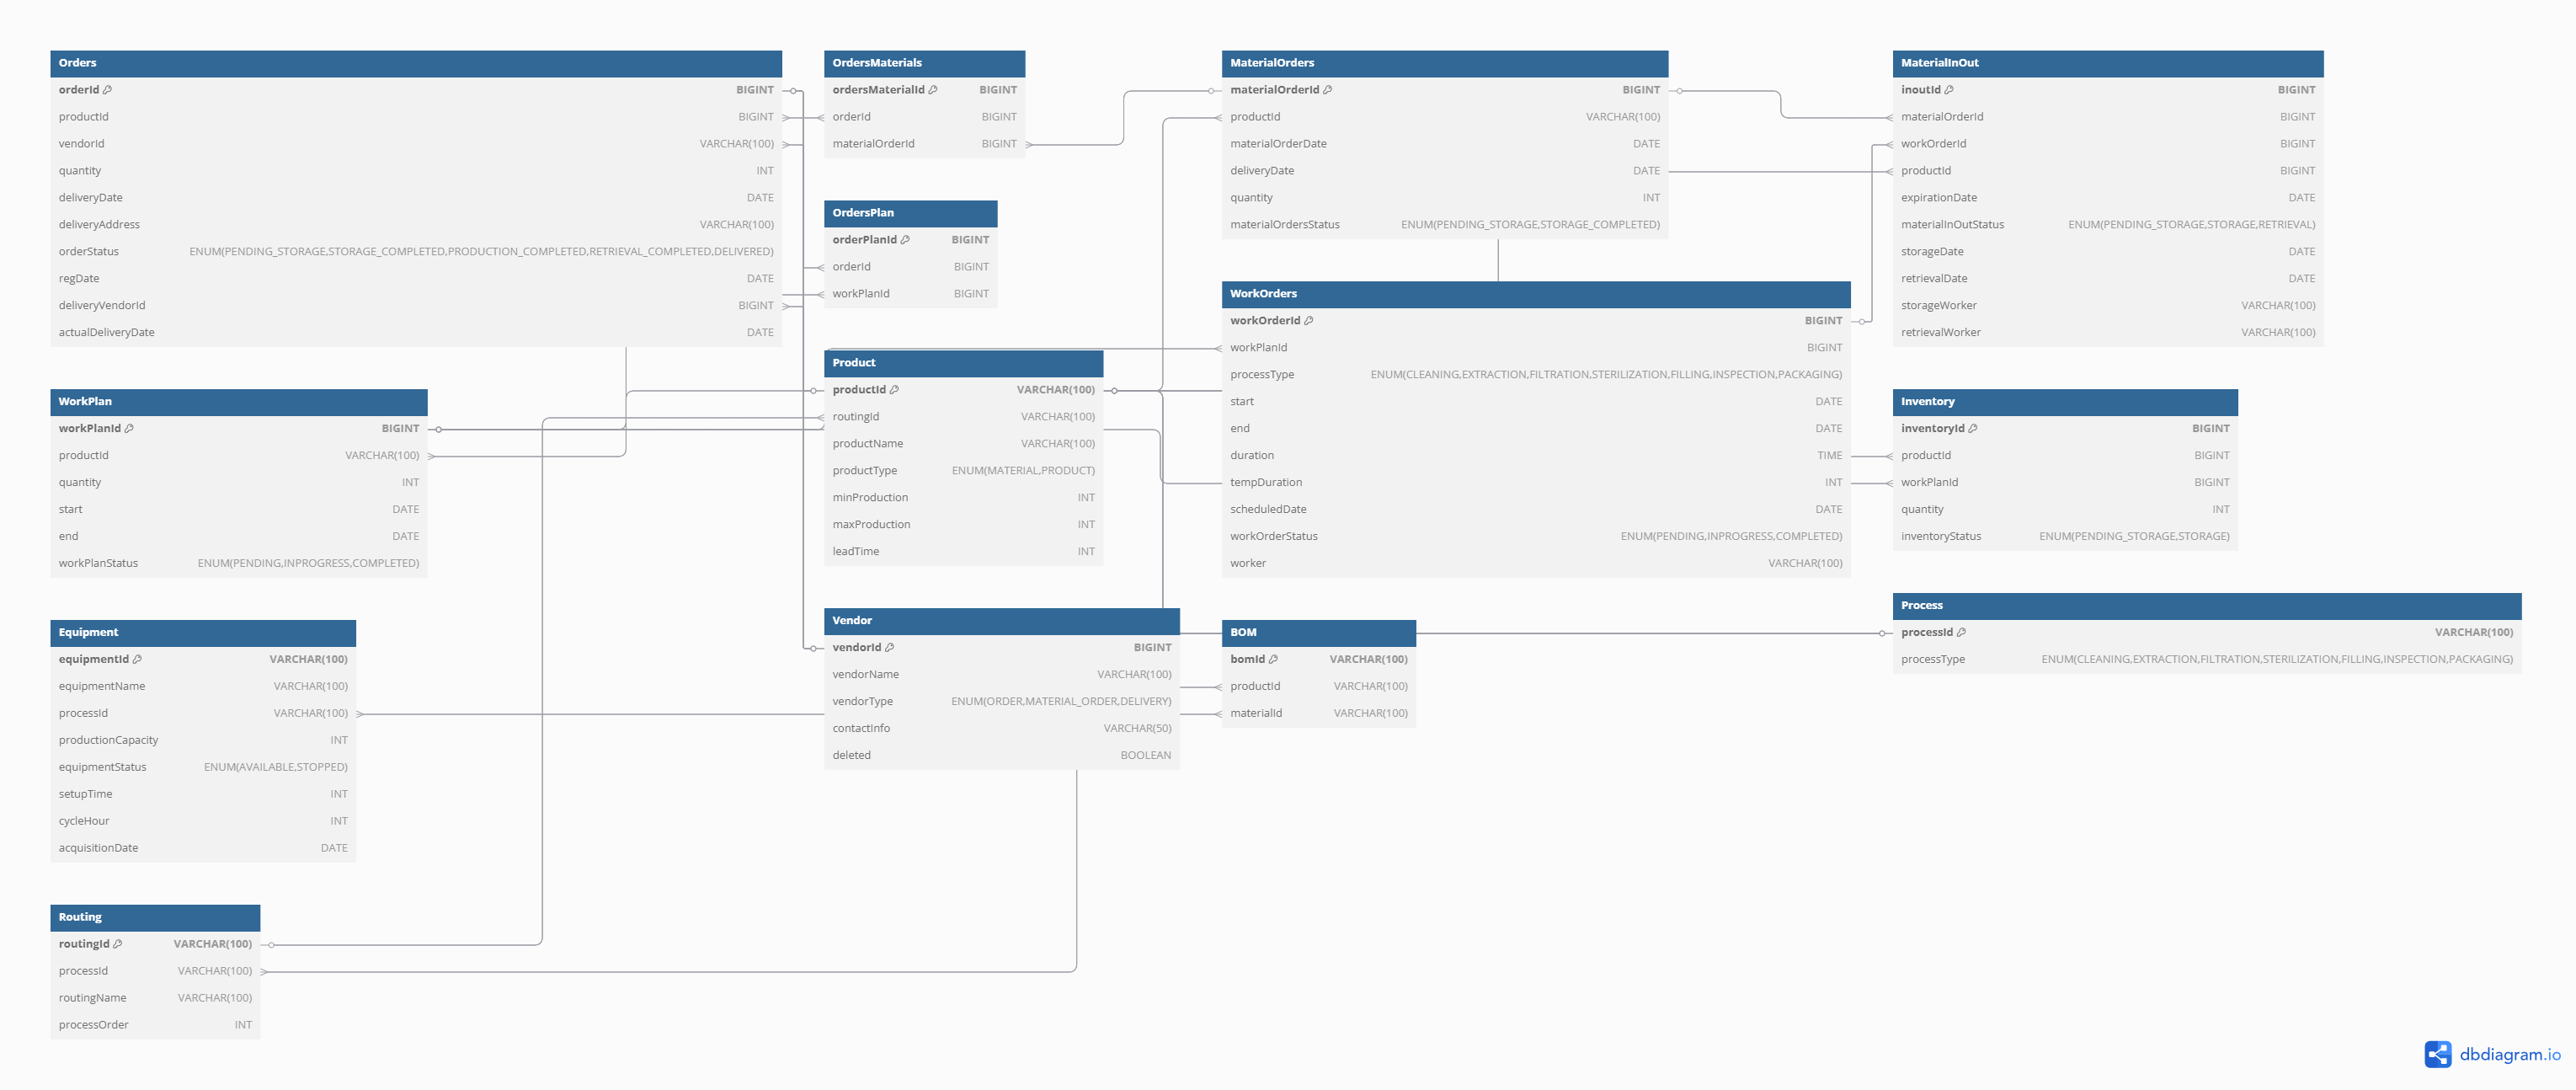 Orders
orderId BIGINT
productId BIGINT
vendorId VARCHAR(100)
quantity INT
deliveryDate DATE
deliveryAddress VARCHAR(100)
orderStatus ENUM(PENDING_STORAGE,STORAGE_COMPLETED,PRODUCTION_COMPLETED,RETRIEVAL_COMPLETED,DELIVERED)
regDate DATE
deliveryVendorId BIGINT
actualDeliveryDate DATE
OrdersMaterials
ordersMaterialId BIGINT
orderId BIGINT
materialOrderId BIGINT
OrdersPlan
orderPlanId BIGINT
orderId BIGINT
workPlanId BIGINT
MaterialOrders
materialOrderId BIGINT
productId VARCHAR(100)
materialOrderDate DATE
deliveryDate DATE
quantity INT
materialOrdersStatus ENUM(PENDING_STORAGE,STORAGE_COMPLETED)
MaterialInOut
inoutId BIGINT
materialOrderId BIGINT
workOrderId BIGINT
productId BIGINT
expirationDate DATE
materialInOutStatus ENUM(PENDING_STORAGE,STORAGE,RETRIEVAL)
storageDate DATE
retrievalDate DATE
storageWorker VARCHAR(100)
retrievalWorker VARCHAR(100)
WorkPlan
workPlanId BIGINT
productId VARCHAR(100)
quantity INT
start DATE
end DATE
workPlanStatus ENUM(PENDING,INPROGRESS,COMPLETED)
Product
productId VARCHAR(100)
routingId VARCHAR(100)
productName VARCHAR(100)
productType ENUM(MATERIAL,PRODUCT)
minProduction INT
maxProduction INT
leadTime INT
WorkOrders
workOrderId BIGINT
workPlanId BIGINT
processType ENUM(CLEANING,EXTRACTION,FILTRATION,STERILIZATION,FILLING,INSPECTION,PACKAGING)
start DATE
end DATE
duration TIME
tempDuration INT
scheduledDate DATE
workOrderStatus ENUM(PENDING,INPROGRESS,COMPLETED)
worker VARCHAR(100)
Inventory
inventoryId BIGINT
productId BIGINT
workPlanId BIGINT
quantity INT
inventoryStatus ENUM(PENDING_STORAGE,STORAGE)
Equipment
equipmentId VARCHAR(100)
equipmentName VARCHAR(100)
processId VARCHAR(100)
productionCapacity INT
equipmentStatus ENUM(AVAILABLE,STOPPED)
setupTime INT
cycleHour INT
acquisitionDate DATE
Vendor
vendorId BIGINT
vendorName VARCHAR(100)
vendorType ENUM(ORDER,MATERIAL_ORDER,DELIVERY)
contactInfo VARCHAR(50)
deleted BOOLEAN
BOM
bomId VARCHAR(100)
productId VARCHAR(100)
materialId VARCHAR(100)
Process
processId VARCHAR(100)
processType ENUM(CLEANING,EXTRACTION,FILTRATION,STERILIZATION,FILLING,INSPECTION,PACKAGING)
Routing
routingId VARCHAR(100)
processId VARCHAR(100)
routingName VARCHAR(100)
processOrder INT
dbdiagram.io